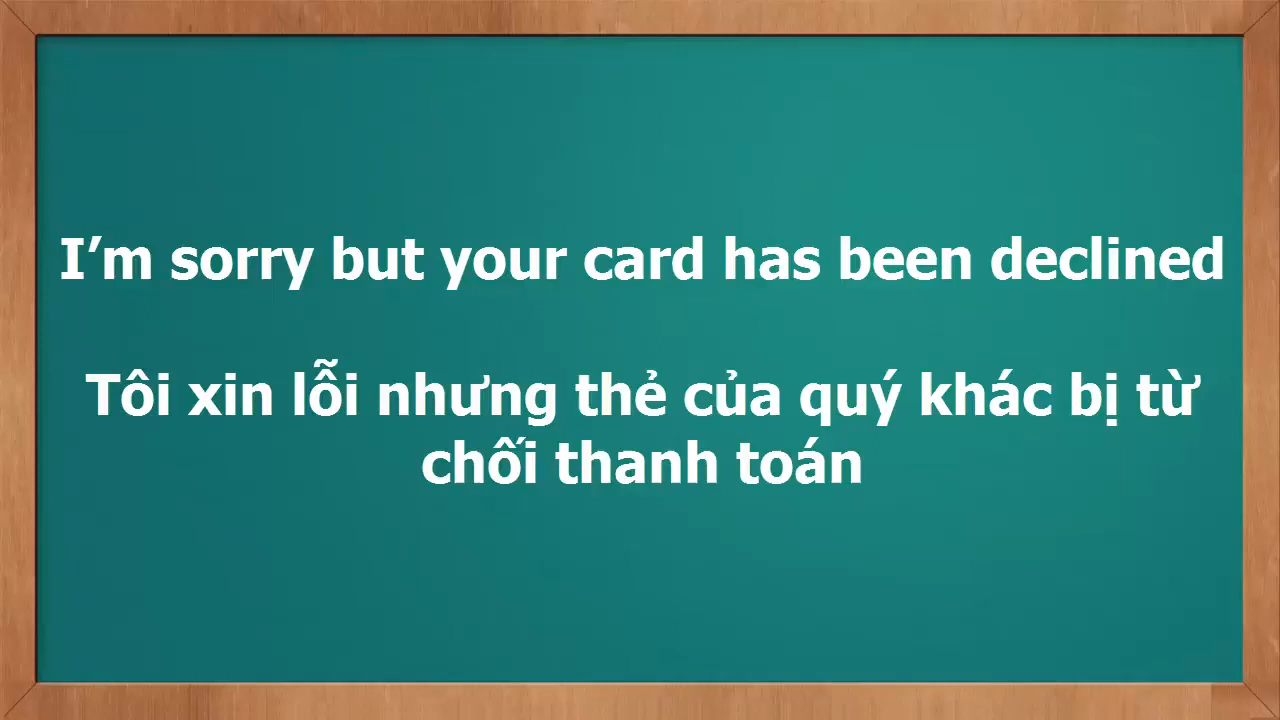 I’m sorry but your card has been declined
Tôi xin lỗi nhưng thẻ của quý khác bị từ
chối thanh toán